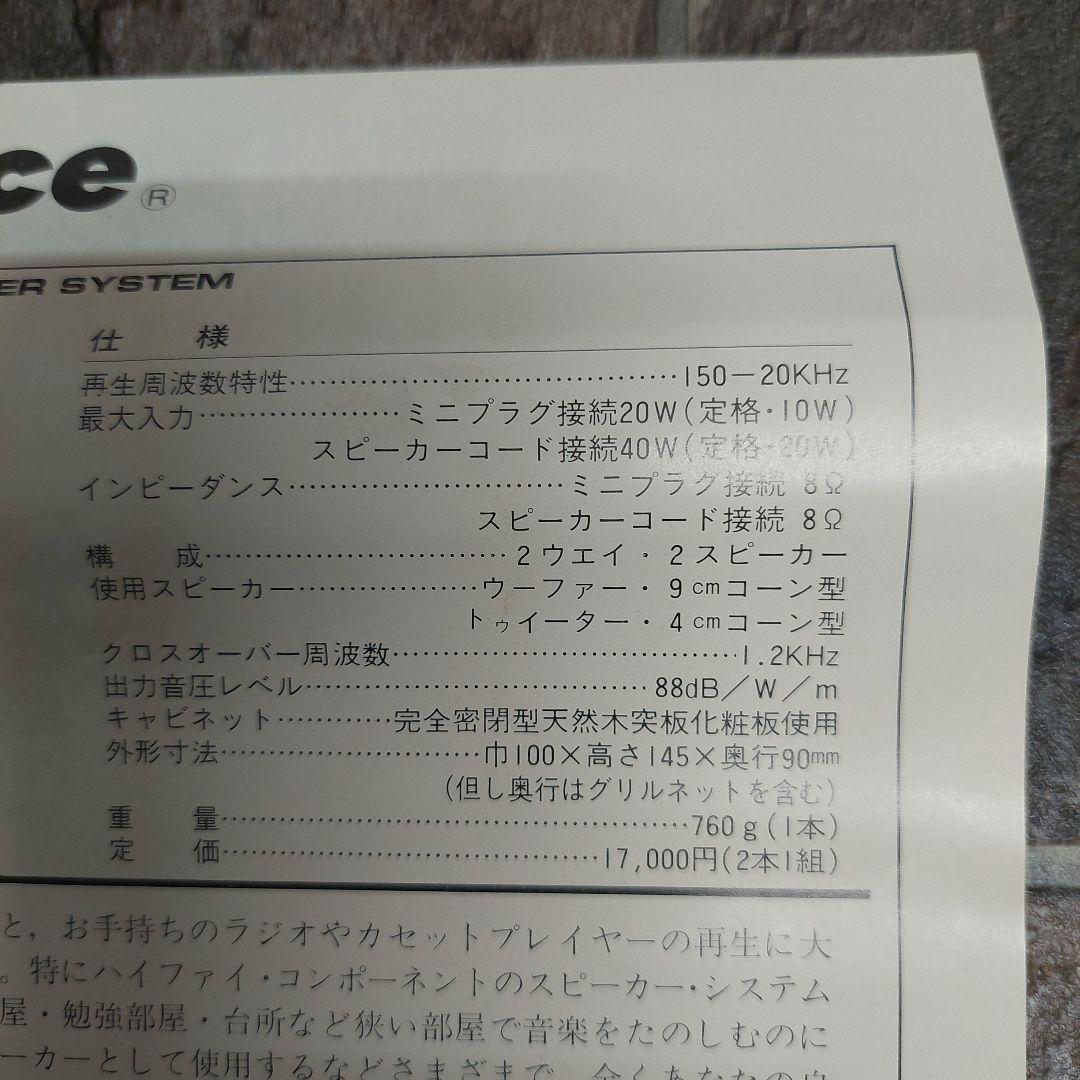 ce®
ER SYSTEM
仕様
再生周波数特性……………………………150－20KHz
最大入力………………ミニプラグ接続20W(定格・10W)
スピーカーコード接続40W(定格・20W)
インピーダンス……………………ミニプラグ接続 8Ω
スピーカーコード接続 8Ω
構成………………………2ウエイ・2スピーカー
使用スピーカー………………ウーファー・9cmコーン型
トゥイーター・4cmコーン型
クロスオーバー周波数…………………………1.2KHz
出力音圧レベル…………………………88dB／W／m
キャビネット…………完全密閉型天然木突板化粧板使用
外形寸法……………………巾100×高さ145×奥行90mm
(但し奥行はグリルネットを含む)
重量……………………………………760g(1本)
定価………………………………17,000円(2本1組)
と，お手持ちのラジオやカセットプレイヤーの再生に大
。特にハイファイ・コンポーネントのスピーカー・システム
屋・勉強部屋・台所など狭い部屋で音楽をたのしむのに
ーカーとして使用するなどさまざまで、全くあなたの自